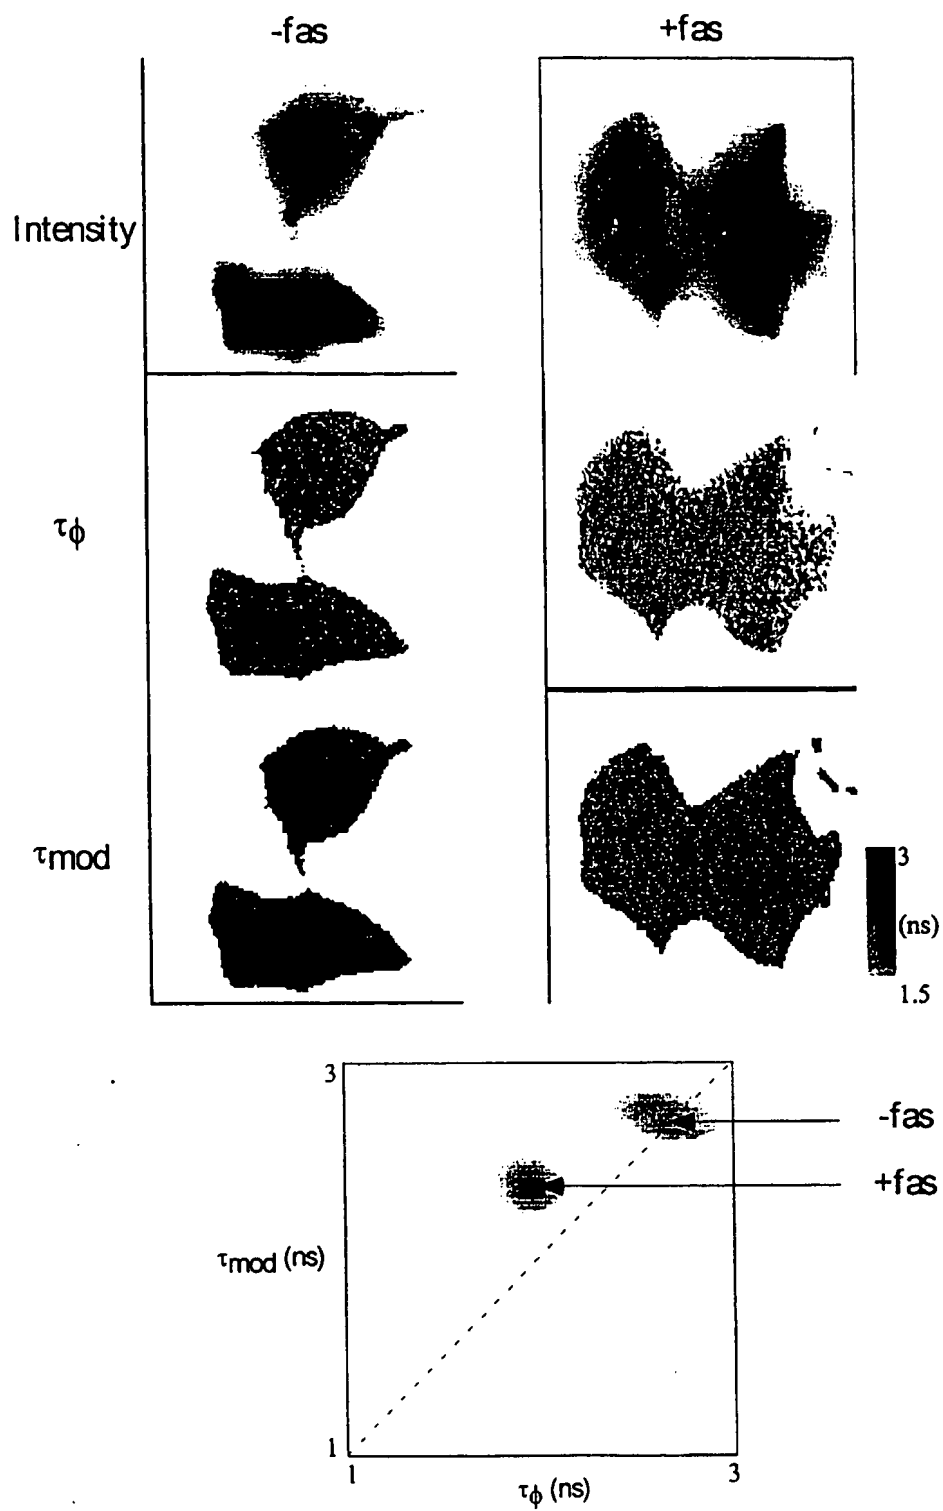 -fas
+fas
Intensity
τϕ
τmod
3
(ns)
1.5
3
-fas
+fas
τmod (ns)
1
1
3
τϕ (ns)